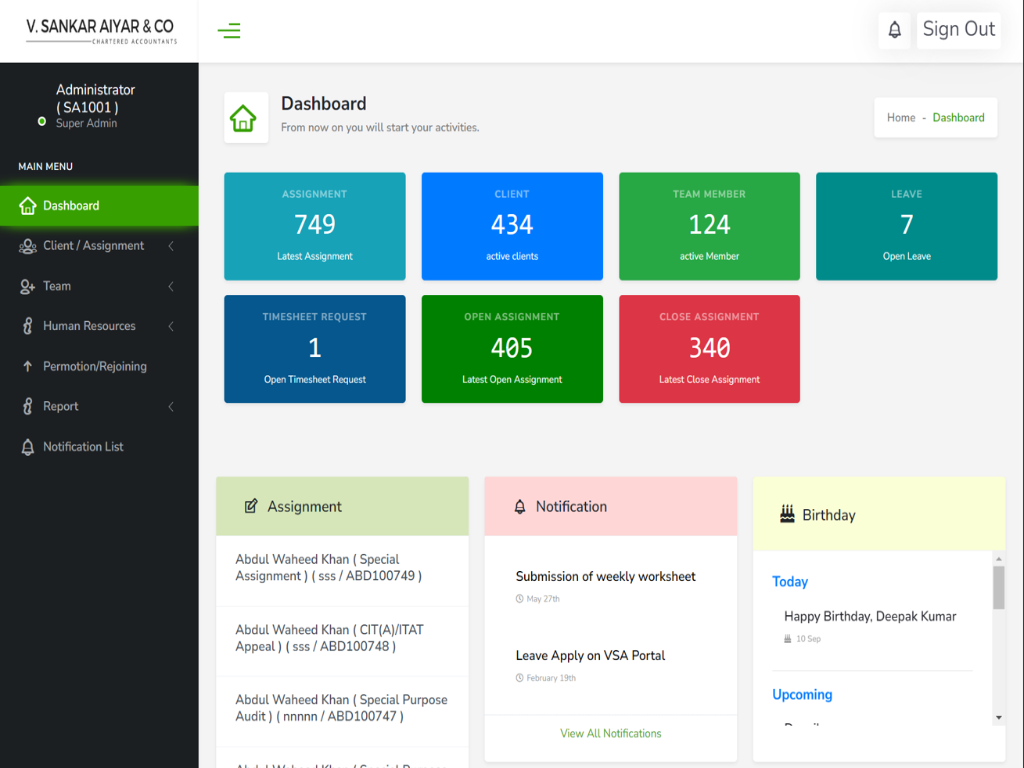 V. SANKAR AIYAR & CO
CHARTERED ACCOUNTANTS
Sign Out
Administrator
( SA1001 )
Super Admin
MAIN MENU
Dashboard
Client / Assignment
Team
Human Resources
Permotion/Rejoining
Report
Notification List
Dashboard
From now on you will start your activities.
Home - Dashboard
ASSIGNMENT
749
Latest Assignment
CLIENT
434
active clients
TEAM MEMBER
124
active Member
LEAVE
7
Open Leave
TIMESHEET REQUEST
1
Open Timesheet Request
OPEN ASSIGNMENT
405
Latest Open Assignment
CLOSE ASSIGNMENT
340
Latest Close Assignment
Assignment
Abdul Waheed Khan ( Special
Assignment ) ( sss / ABD100749 )
Abdul Waheed Khan ( CIT(A)/ITAT
Appeal ) ( sss / ABD100748 )
Abdul Waheed Khan ( Special Purpose
Audit ) ( nnnnn / ABD100747 )
Abdul Waheed Khan ( Special Purpose
Notification
Submission of weekly worksheet
May 27th
Leave Apply on VSA Portal
February 19th
View All Notifications
Birthday
Today
Happy Birthday, Deepak Kumar
10 Sep
Upcoming